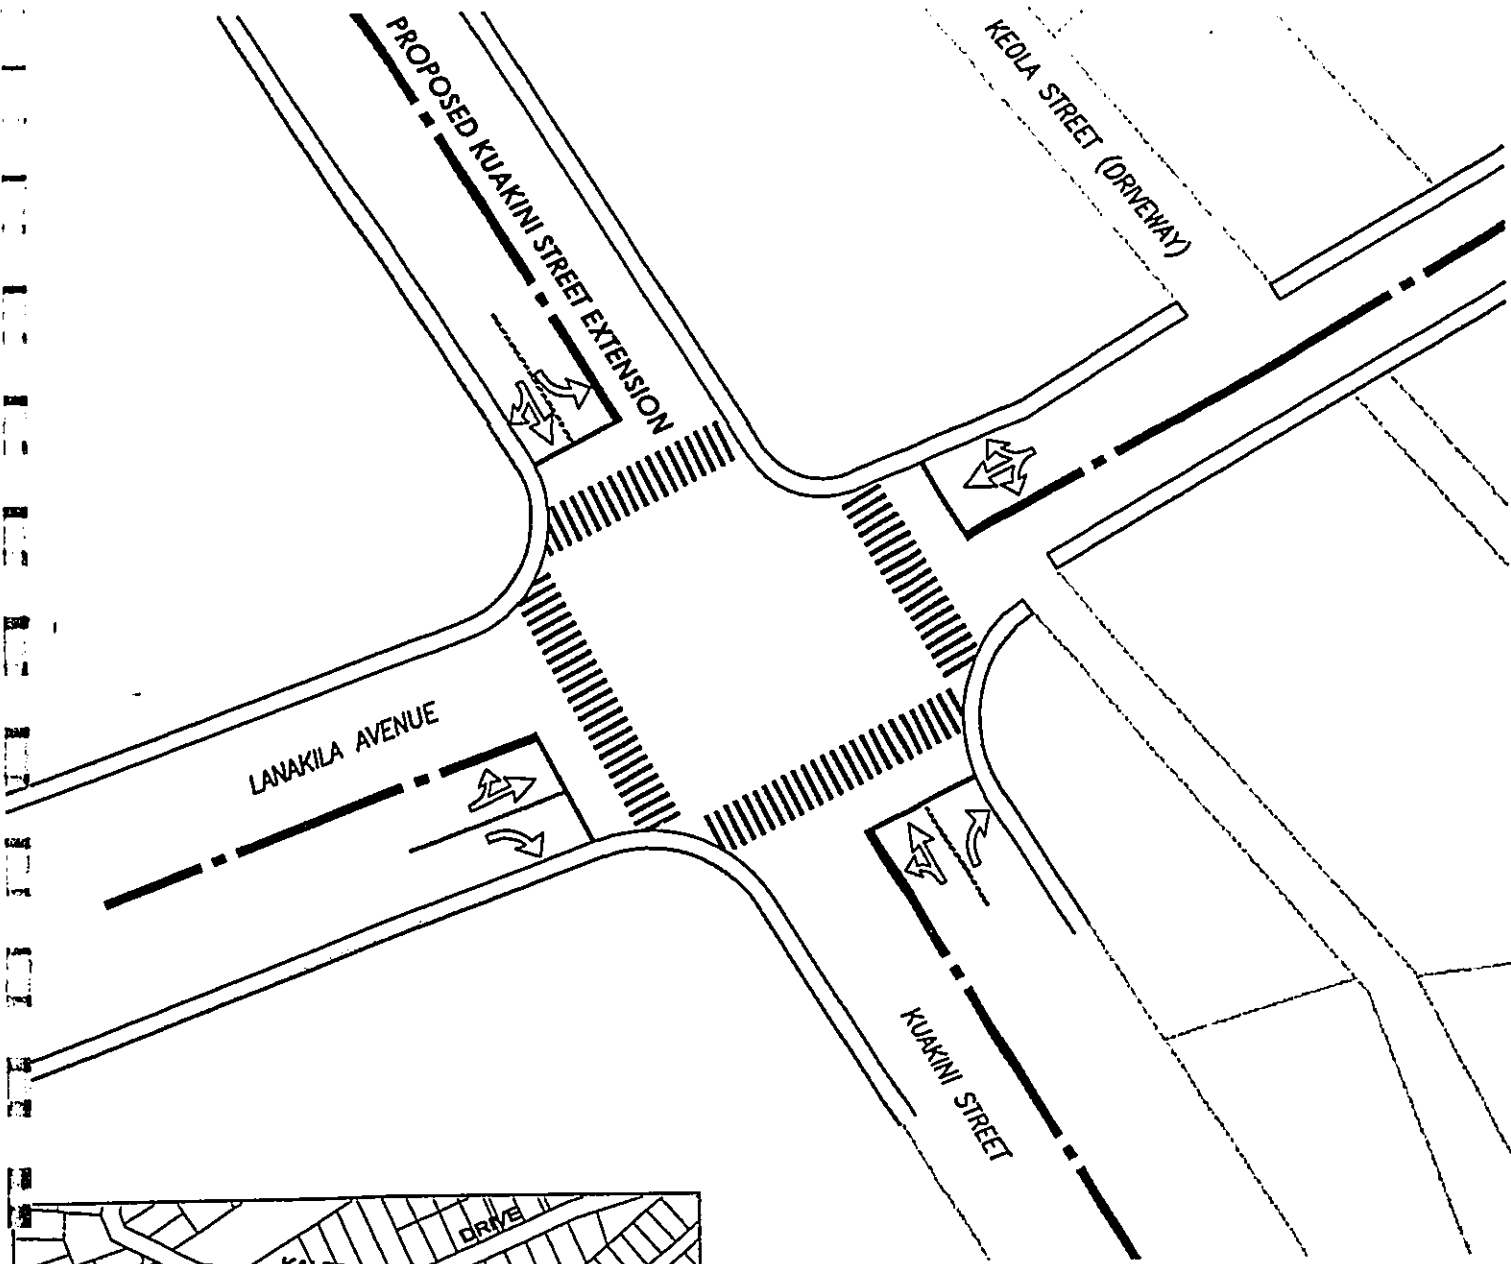 PROPOSED KUAKINI STREET EXTENSION
KEOLA STREET (DRIVEWAY)
LANAKILA AVENUE
KUAKINI STREET
DRIVE